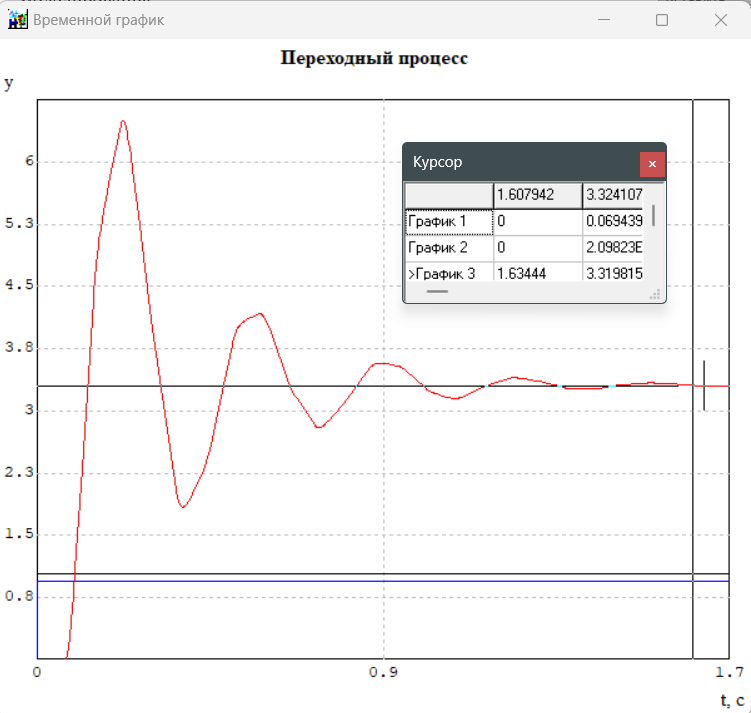 Временной график
Переходный процесс
y
6
5.3
4.5
3.8
3
2.3
1.5
0.8
0
0.9
1.7
t, c
Курсор
1.607942 3.324107
График 1 0 0.069439
График 2 0 2.09823E
>График 3 1.63444 3.319815